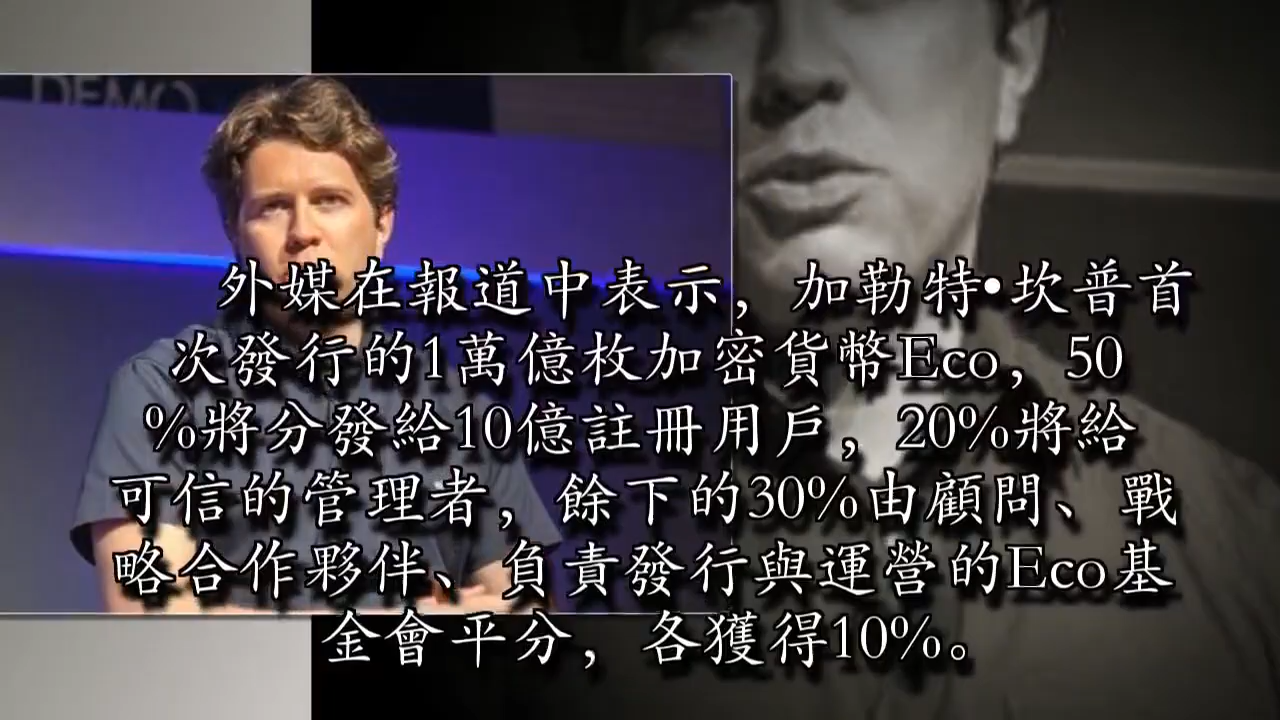 DEMO
外媒在報道中表示，加勒特•坎普首
次發行的1萬億枚加密貨幣Eco，50
%將分發給10億註冊用戶，20%將給
可信的管理者，餘下的30%由顧問、戰
略合作夥伴、負責發行與運營的Eco基
金會平分，各獲得10%。